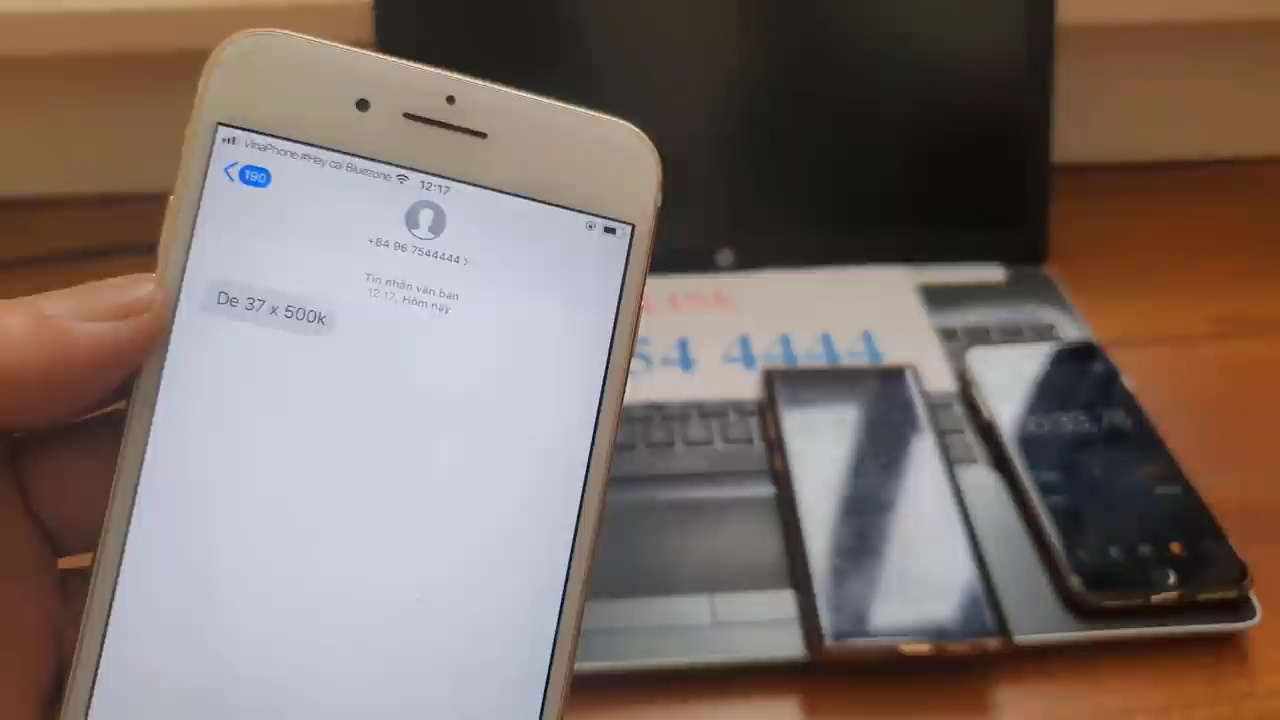 VinaPhone #Hay cai Bluezone 12:17
190
+84 96 7544444 >
Tin nhắn văn bản
12:17, Hôm nay
De 37 x 500k
54 4444